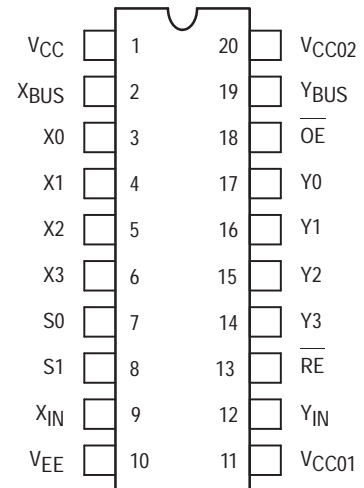 VCC 1 20 VCC02
XBUS 2 19 YBUS
X0 3 18 OE
X1 4 17 Y0
X2 5 16 Y1
X3 6 15 Y2
S0 7 14 Y3
S1 8 13 RE
XIN 9 12 YIN
VEE 10 11 VCC01